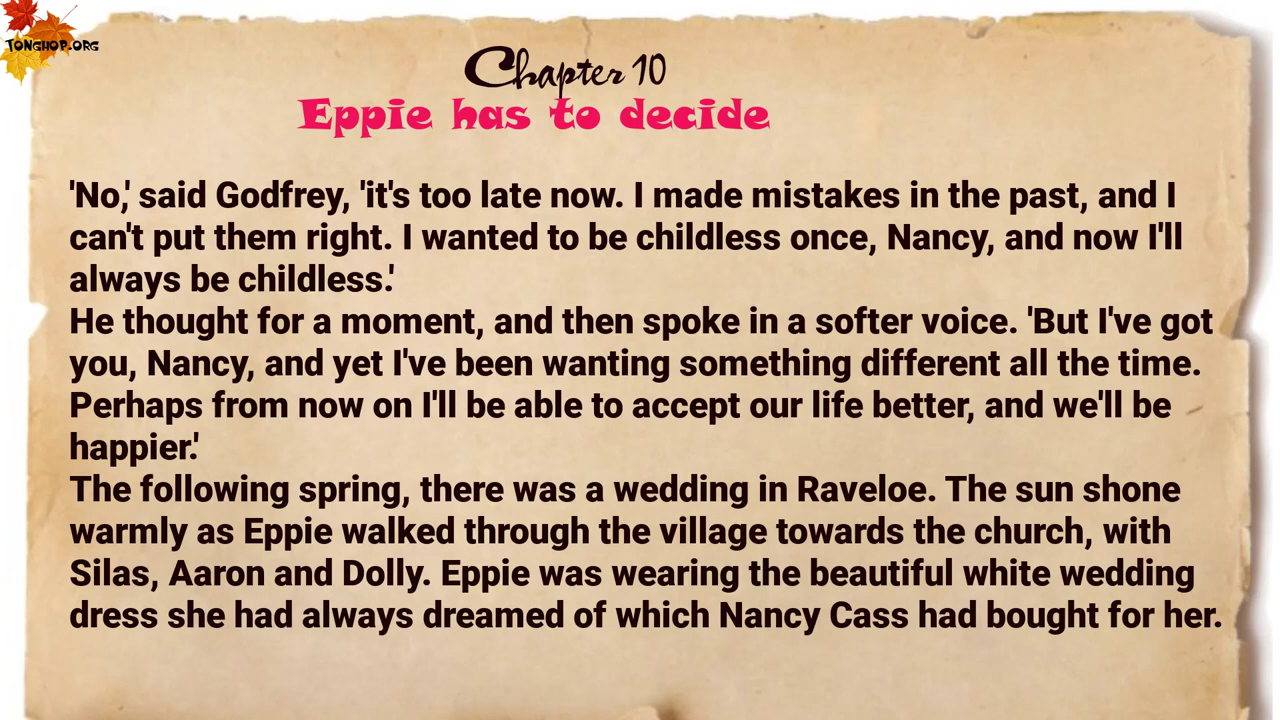 TONGHOP.ORG
Chapter 10
Eppie has to decide
'No,' said Godfrey, 'it's too late now. I made mistakes in the past, and I
can't put them right. I wanted to be childless once, Nancy, and now I'll
always be childless.'
He thought for a moment, and then spoke in a softer voice. 'But I've got
you, Nancy, and yet I've been wanting something different all the time.
Perhaps from now on I'll be able to accept our life better, and we'll be
happier.'
The following spring, there was a wedding in Raveloe. The sun shone
warmly as Eppie walked through the village towards the church, with
Silas, Aaron and Dolly. Eppie was wearing the beautiful white wedding
dress she had always dreamed of which Nancy Cass had bought for her.